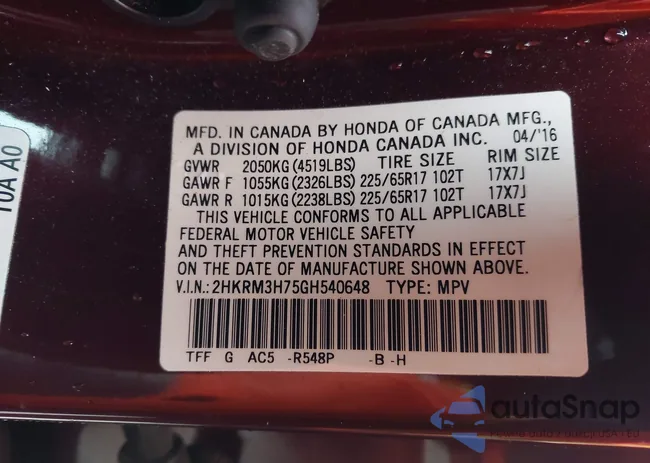 MFD. IN CANADA BY HONDA OF CANADA MFG.,
A DIVISION OF HONDA CANADA INC. 04/'16
GVWR 2050KG(4519LBS) TIRE SIZE RIM SIZE
GAWR F 1055KG(2326LBS) 225/65R17 102T 17X7J
GAWR R 1015KG(2238LBS) 225/65R17 102T 17X7J
THIS VEHICLE CONFORMS TO ALL APPLICABLE
FEDERAL MOTOR VEHICLE SAFETY
AND THEFT PREVENTION STANDARDS IN EFFECT
ON THE DATE OF MANUFACTURE SHOWN ABOVE.
V.I.N.: 2HKRM3H75GH540648 TYPE: MPV
TFF G AC5 -R548P -B -H
10A A0
autaSnap